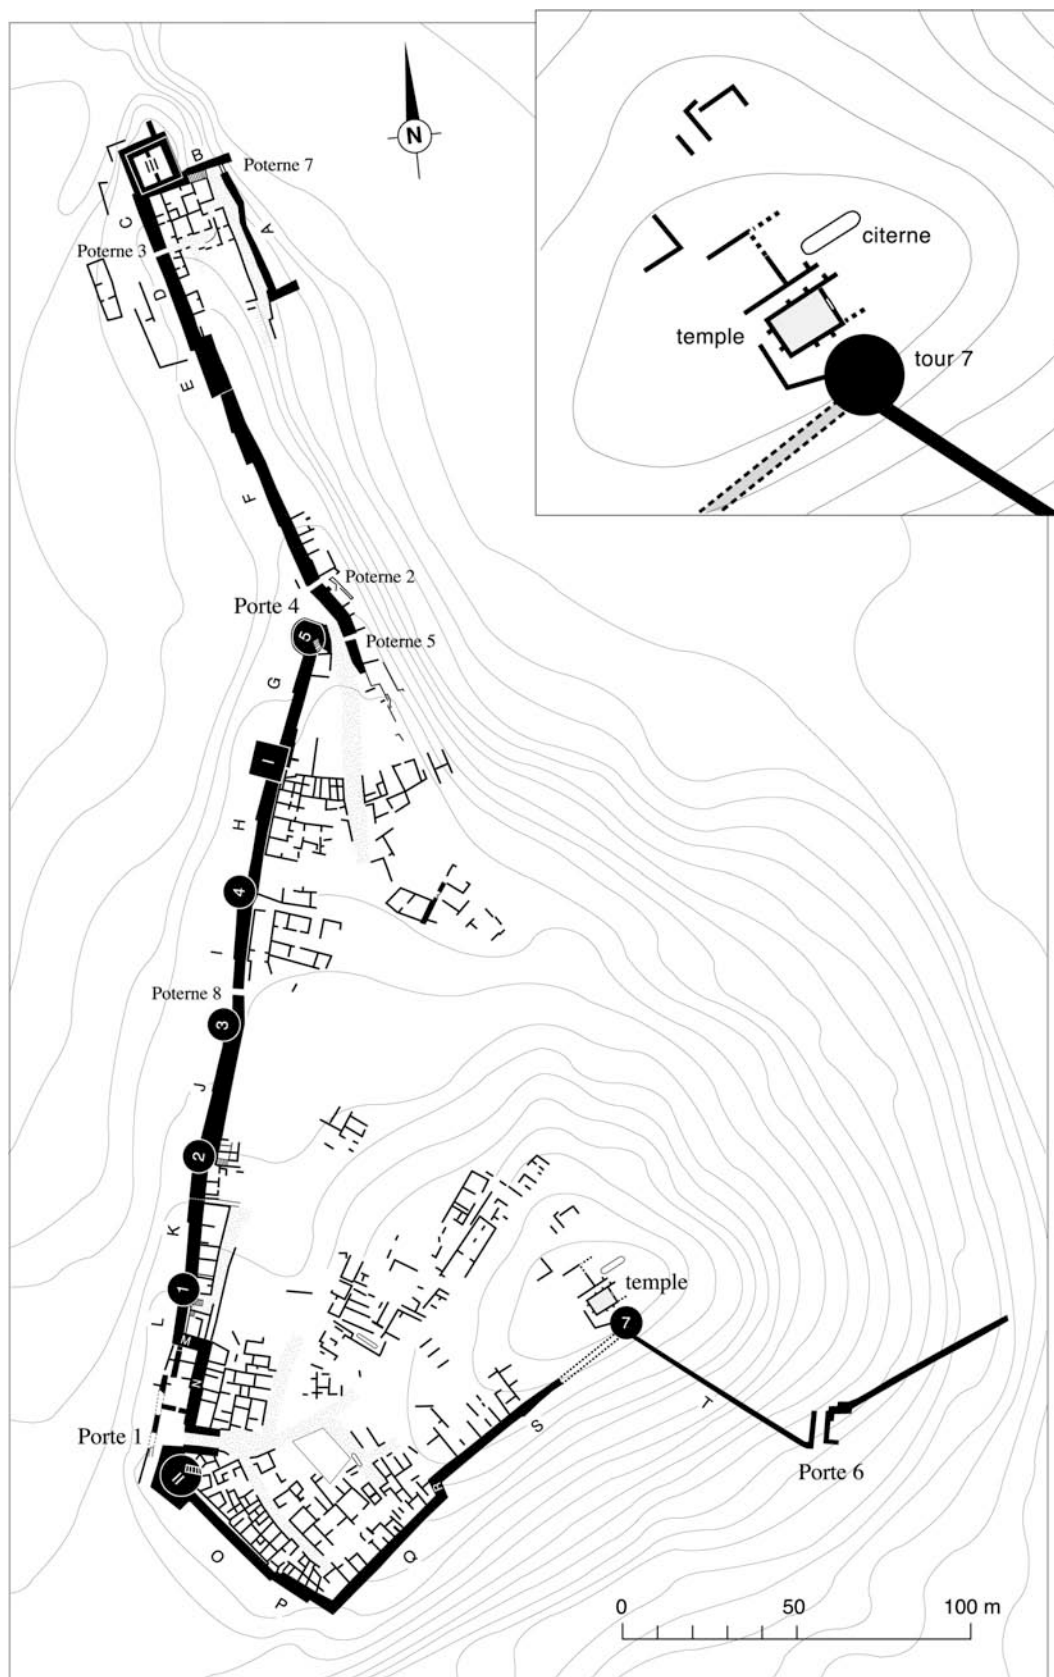 N
citerne
temple
tour 7
III
B
Poterne 7
C
A
Poterne 3
D
E
F
Poterne 2
Porte 4
5
Poterne 5
G
I
H
4
I
Poterne 8
3
J
2
K
temple
1
7
L
M
N
T
S
Porte 1
Porte 6
II
R
Q
O
P
0 50 100 m